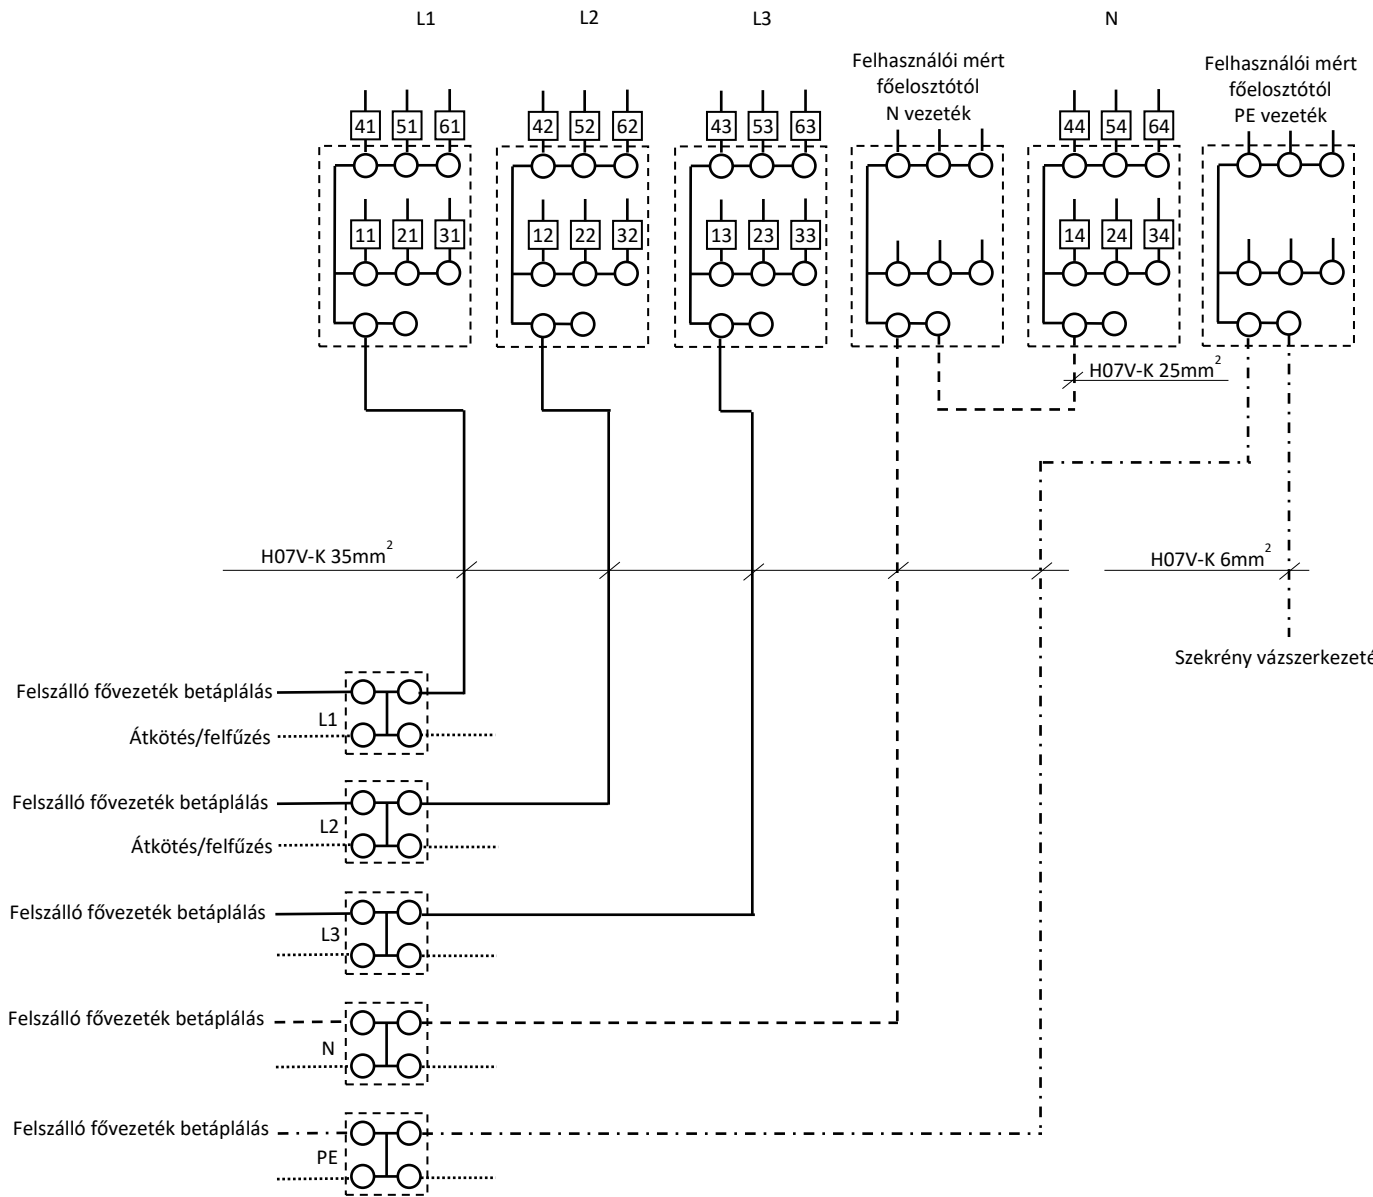 L1 L2 L3 N
Felhasználói mért
főelosztótól
N vezeték
Felhasználói mért
főelosztótól
PE vezeték
41 51 61 42 52 62 43 53 63 44 54 64
11 21 31 12 22 32 13 23 33 14 24 34
H07V-K 25mm²
H07V-K 35mm²
H07V-K 6mm²
Szekrény vázszerkezeté
Felszálló fővezeték betáplálás
L1
Átkötés/felfűzés
Felszálló fővezeték betáplálás
L2
Átkötés/felfűzés
Felszálló fővezeték betáplálás
L3
Felszálló fővezeték betáplálás
N
Felszálló fővezeték betáplálás
PE